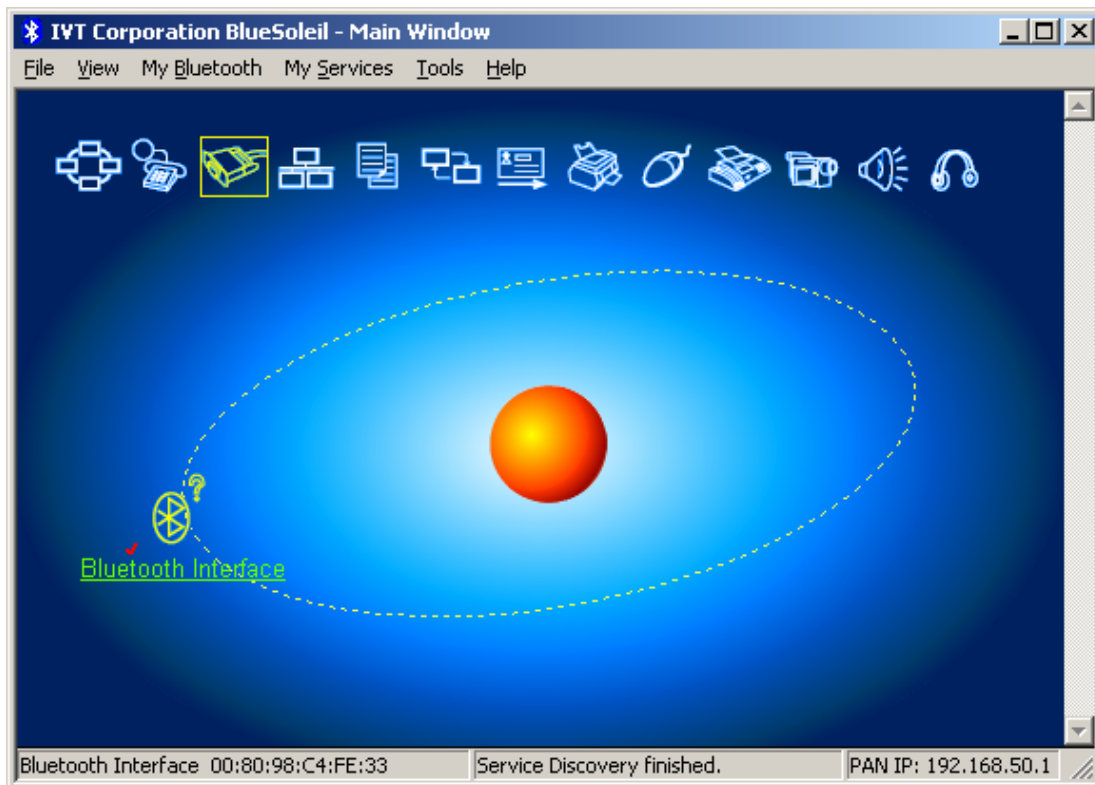 IVT Corporation BlueSoleil - Main Window
File View My Bluetooth My Services Tools Help
?
Bluetooth Interface
Bluetooth Interface 00:80:98:C4:FE:33 Service Discovery finished. PAN IP: 192.168.50.1